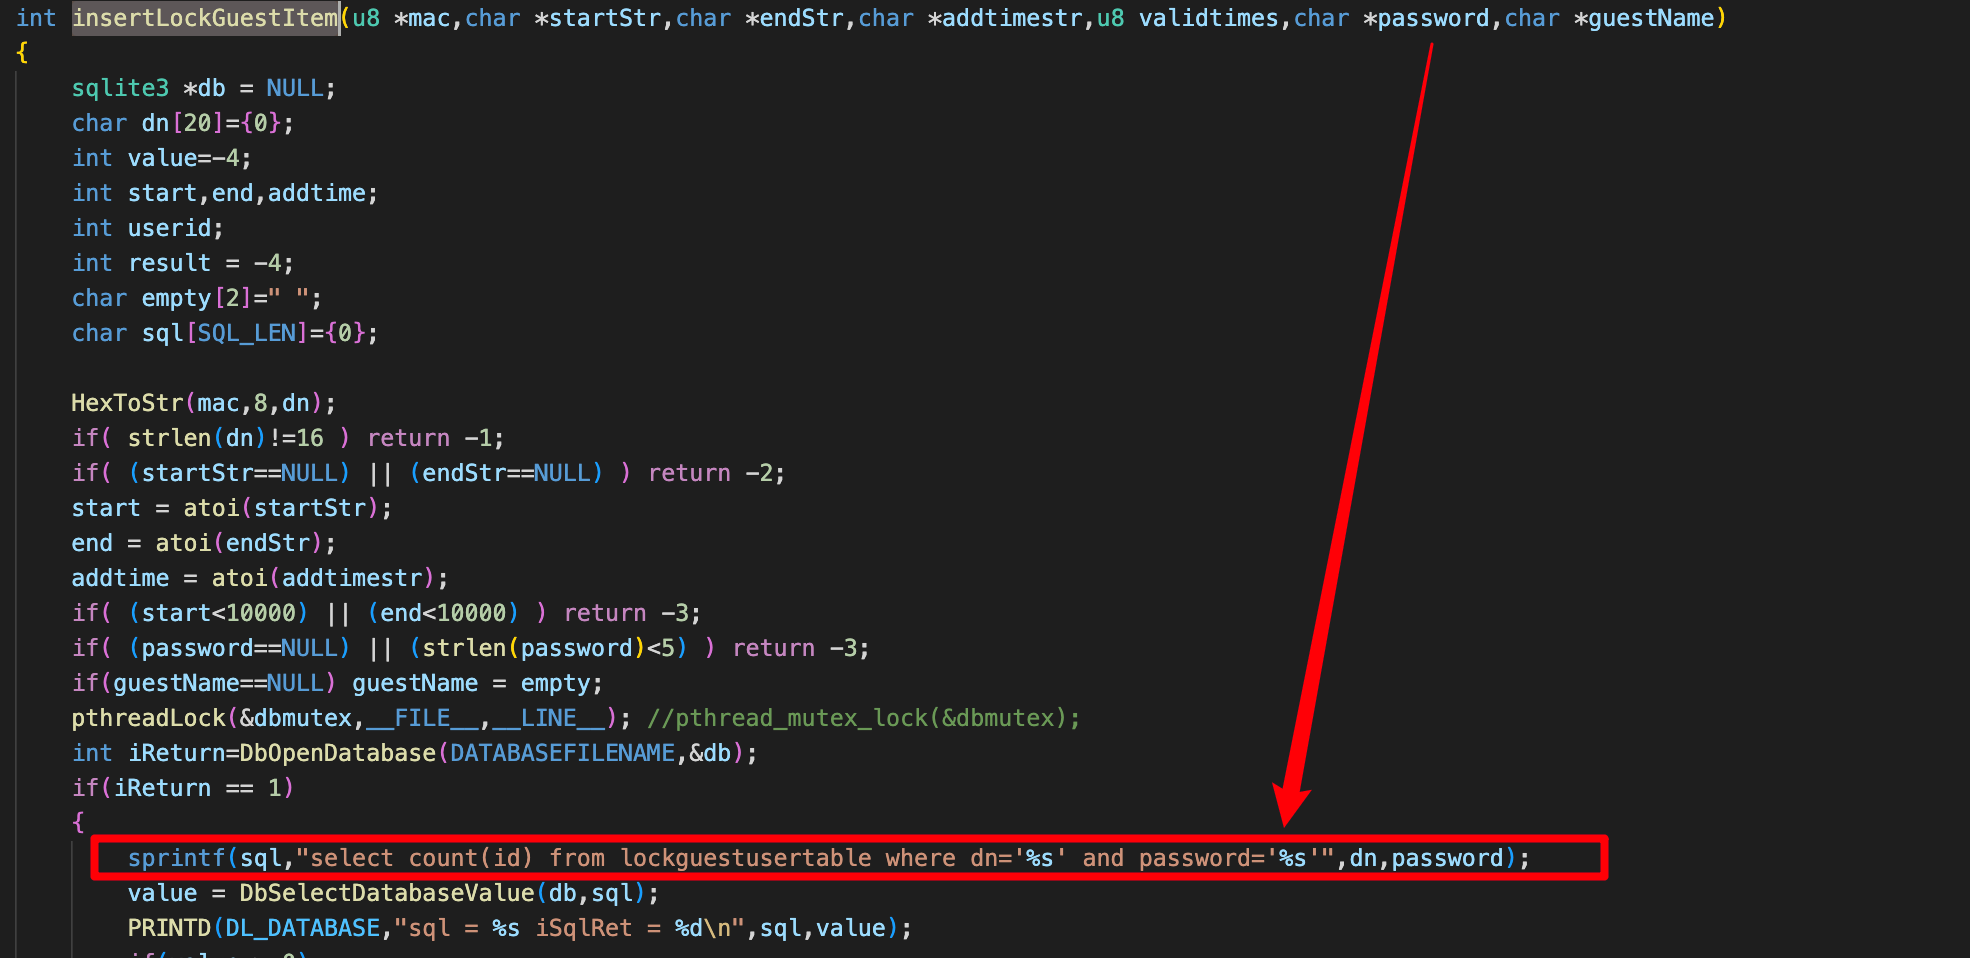 int insertLockGuestItem(u8 *mac,char *startStr,char *endStr,char *addtimestr,u8 validtimes,char *password,char *guestName)
{
    sqlite3 *db = NULL;
    char dn[20]={0};
    int value=-4;
    int start,end,addtime;
    int userid;
    int result = -4;
    char empty[2]=" ";
    char sql[SQL_LEN]={0};

    HexToStr(mac,8,dn);
    if( strlen(dn)!=16 ) return -1;
    if( (startStr==NULL) || (endStr==NULL) ) return -2;
    start = atoi(startStr);
    end = atoi(endStr);
    addtime = atoi(addtimestr);
    if( (start<10000) || (end<10000) ) return -3;
    if( (password==NULL) || (strlen(password)<5) ) return -3;
    if(guestName==NULL) guestName = empty;
    pthreadLock(&dbmutex,__FILE__,__LINE__); //pthread_mutex_lock(&dbmutex);
    int iReturn=DbOpenDatabase(DATABASEFILENAME,&db);
    if(iReturn == 1)
    {
        sprintf(sql,"select count(id) from lockguestusertable where dn='%s' and password='%s'",dn,password);
        value = DbSelectDatabaseValue(db,sql);
        PRINTD(DL_DATABASE,"sql = %s iSqlRet = %d\n",sql,value);